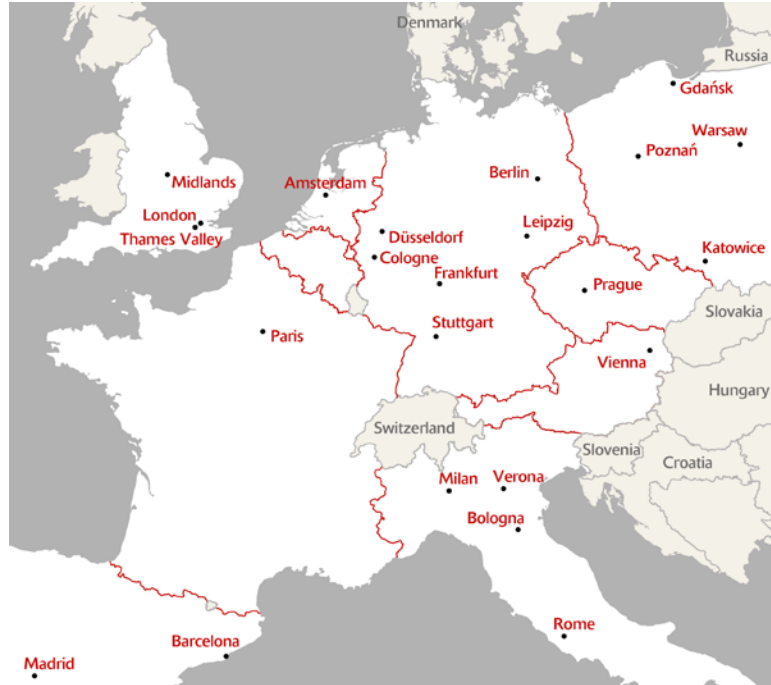 Denmark
Russia
Gdańsk
Warsaw
Poznań
Berlin
Midlands
Amsterdam
London
Thames Valley
Düsseldorf
Leipzig
Cologne
Katowice
Frankfurt
Prague
Slovakia
Paris
Stuttgart
Vienna
Hungary
Switzerland
Slovenia
Croatia
Milan
Verona
Bologna
Rome
Barcelona
Madrid